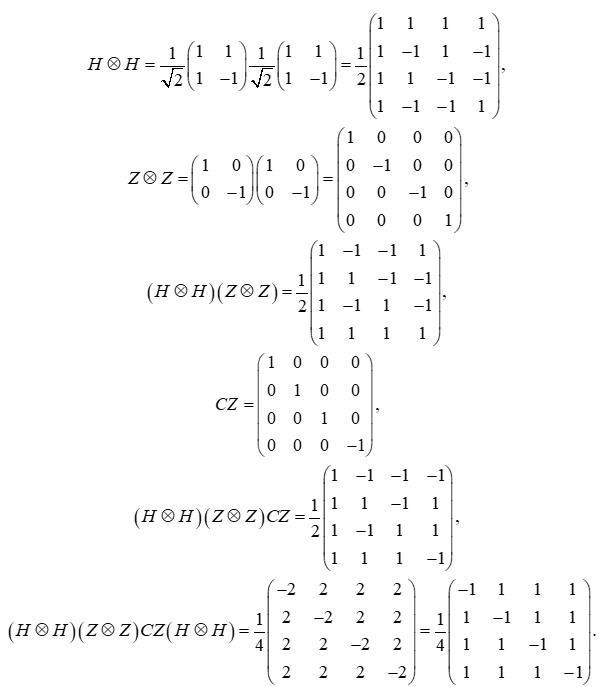 H ⊗ H = 1/√2 (1 1; 1 −1) 1/√2 (1 1; 1 −1) = 1/2 (1 1 1 1; 1 −1 1 −1; 1 1 −1 −1; 1 −1 −1 1),
Z ⊗ Z = (1 0; 0 −1)(1 0; 0 −1) = (1 0 0 0; 0 −1 0 0; 0 0 −1 0; 0 0 0 1),
(H ⊗ H)(Z ⊗ Z) = 1/2 (1 −1 −1 1; 1 1 −1 −1; 1 −1 1 −1; 1 1 1 1),
CZ = (1 0 0 0; 0 1 0 0; 0 0 1 0; 0 0 0 −1),
(H ⊗ H)(Z ⊗ Z)CZ = 1/2 (1 −1 −1 −1; 1 1 −1 1; 1 −1 1 1; 1 1 1 −1),
(H ⊗ H)(Z ⊗ Z)CZ(H ⊗ H) = 1/4 (−2 2 2 2; 2 −2 2 2; 2 2 −2 2; 2 2 2 −2) = 1/4 (−1 1 1 1; 1 −1 1 1; 1 1 −1 1; 1 1 1 −1).